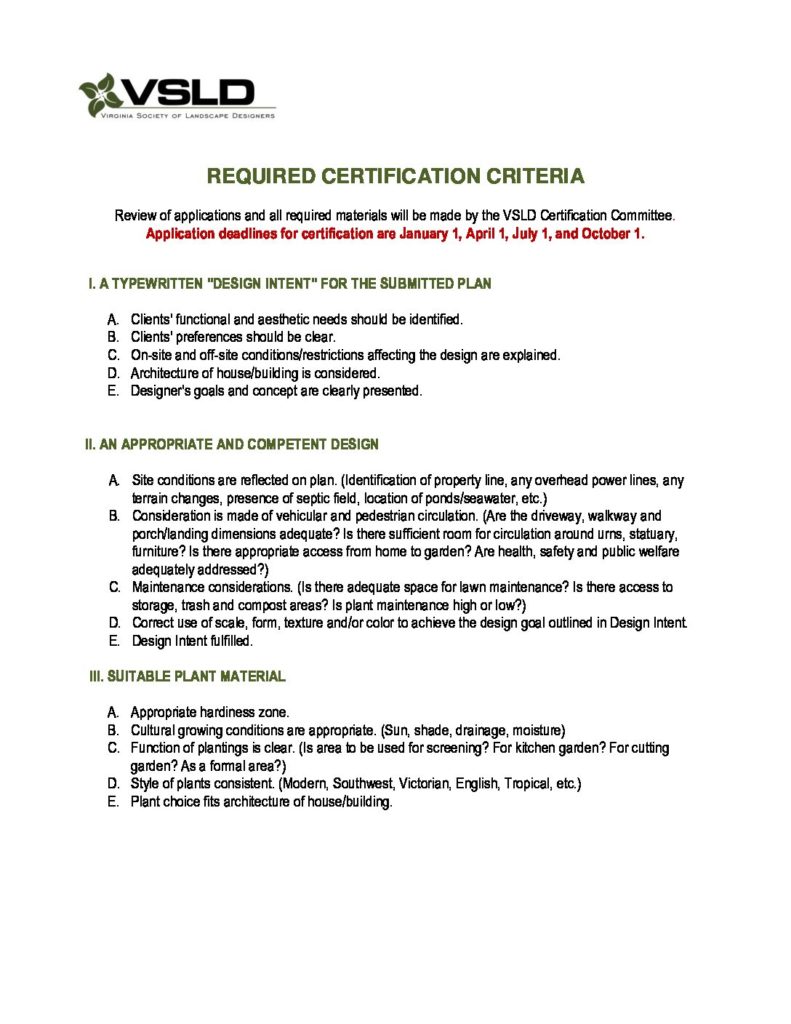 VSLD
VIRGINIA SOCIETY OF LANDSCAPE DESIGNERS
REQUIRED CERTIFICATION CRITERIA
Review of applications and all required materials will be made by the VSLD Certification Committee.
Application deadlines for certification are January 1, April 1, July 1, and October 1.
I. A TYPEWRITTEN "DESIGN INTENT" FOR THE SUBMITTED PLAN
A. Clients' functional and aesthetic needs should be identified.
B. Clients' preferences should be clear.
C. On-site and off-site conditions/restrictions affecting the design are explained.
D. Architecture of house/building is considered.
E. Designer's goals and concept are clearly presented.
II. AN APPROPRIATE AND COMPETENT DESIGN
A. Site conditions are reflected on plan. (Identification of property line, any overhead power lines, any
terrain changes, presence of septic field, location of ponds/seawater, etc.)
B. Consideration is made of vehicular and pedestrian circulation. (Are the driveway, walkway and
porch/landing dimensions adequate? Is there sufficient room for circulation around urns, statuary,
furniture? Is there appropriate access from home to garden? Are health, safety and public welfare
adequately addressed?)
C. Maintenance considerations. (Is there adequate space for lawn maintenance? Is there access to
storage, trash and compost areas? Is plant maintenance high or low?)
D. Correct use of scale, form, texture and/or color to achieve the design goal outlined in Design Intent.
E. Design Intent fulfilled.
III. SUITABLE PLANT MATERIAL
A. Appropriate hardiness zone.
B. Cultural growing conditions are appropriate. (Sun, shade, drainage, moisture)
C. Function of plantings is clear. (Is area to be used for screening? For kitchen garden? For cutting
garden? As a formal area?)
D. Style of plants consistent. (Modern, Southwest, Victorian, English, Tropical, etc.)
E. Plant choice fits architecture of house/building.